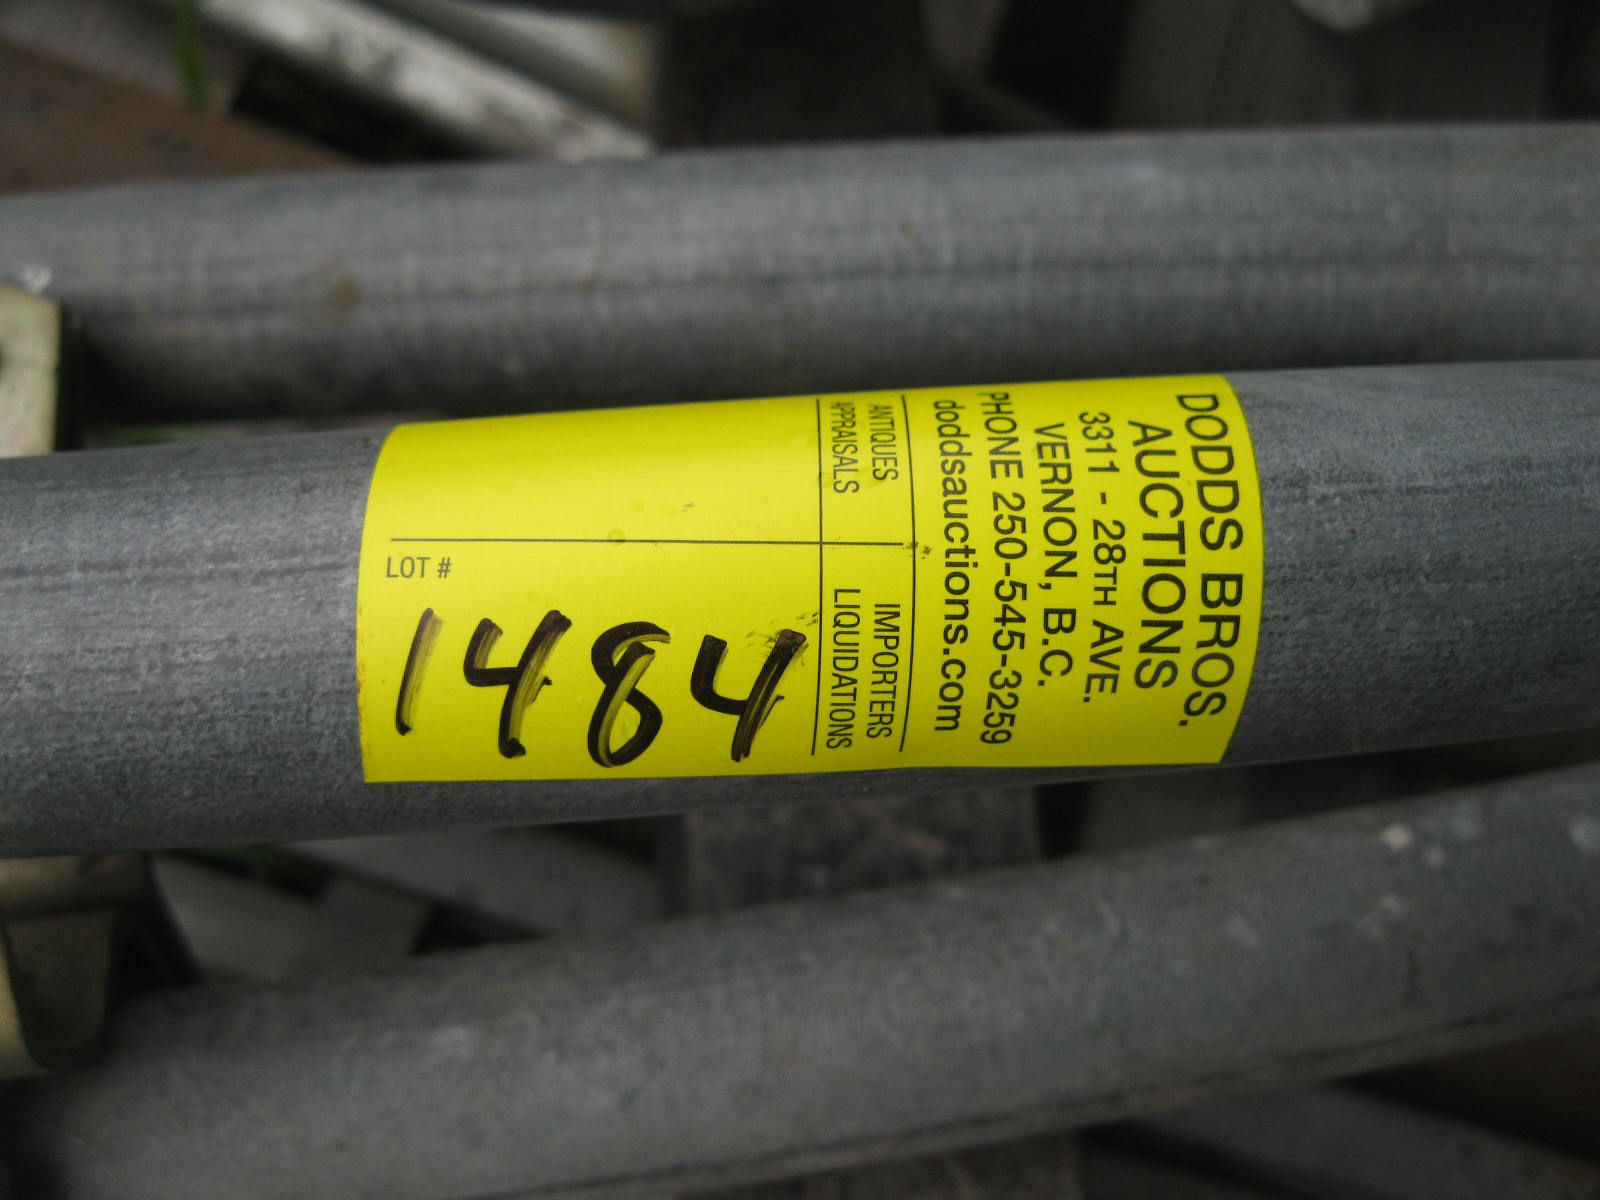 DODDS BROS.
AUCTIONS
3311 - 28TH AVE.
VERNON, B.C.
PHONE 250-545-3259
doddsauctions.com
ANTIQUES IMPORTERS
APPRAISALS LIQUIDATIONS
LOT #
1484